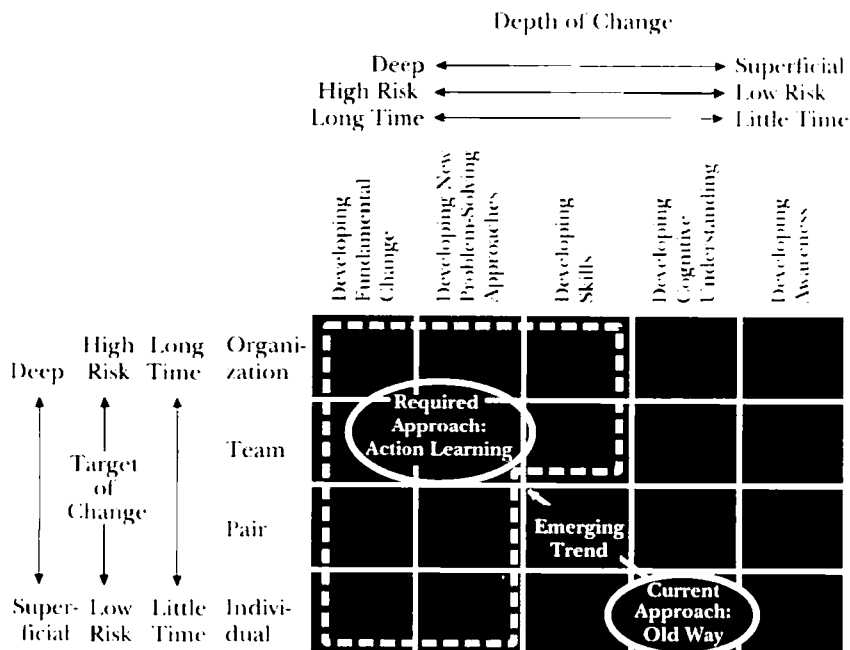 Depth of Change
Deep Superficial
High Risk Low Risk
Long Time Little Time
Developing
Fundamental
Change
Developing New
Problem-Solving
Approaches
Developing
Skills
Developing
Cognitive
Understanding
Developing
Awareness
Deep
High
Risk
Long
Time
Organi-
zation
Team
Pair
Target
of
Change
Super-
ficial
Low
Risk
Little
Time
Indivi-
dual
Required
Approach:
Action Learning
Emerging
Trend
Current
Approach:
Old Way